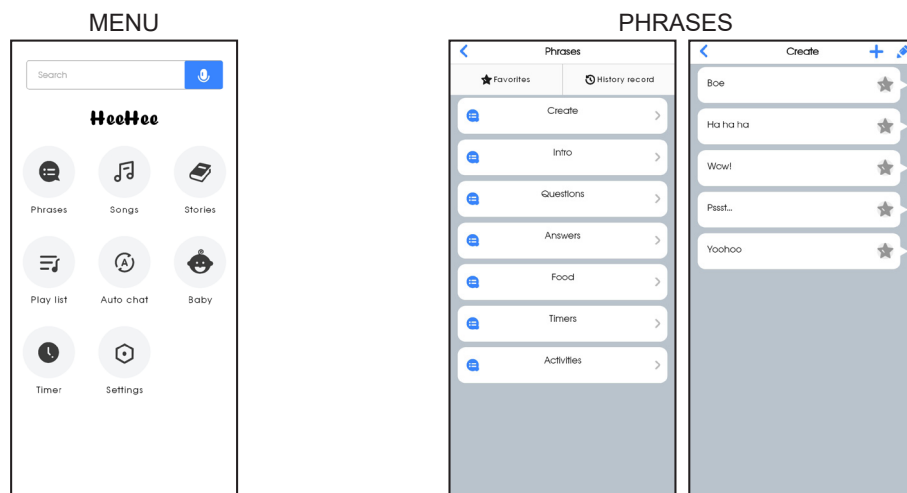 MENU
Search
HeeHee
Phrases
Songs
Stories
Play list
Auto chat
A
Baby
Timer
Settings
PHRASES
Phrases
Favorites
History record
Create
Intro
Questions
Answers
Food
Timers
Activities
Create
Boe
Ha ha ha
Wow!
Pssst...
Yoohoo